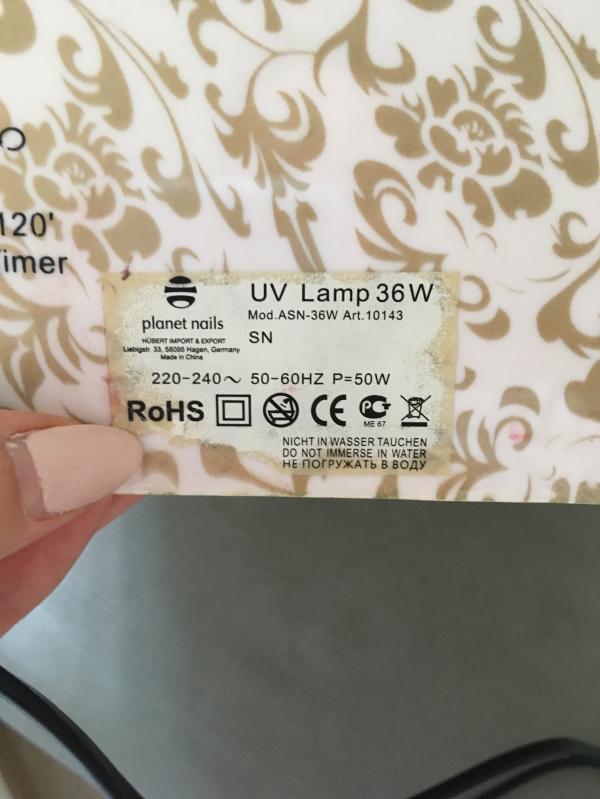 120'
imer
UV Lamp 36W
planet nails
Mod.ASN-36W Art.10143
HÜBERT IMPORT & EXPORT
SN
Liebigstr. 33, 58095 Hagen, Germany
Made in China
220-240~ 50-60HZ P=50W
RoHS CE
ME 67
NICHT IN WASSER TAUCHEN
DO NOT IMMERSE IN WATER
НЕ ПОГРУЖАТЬ В ВОДУ